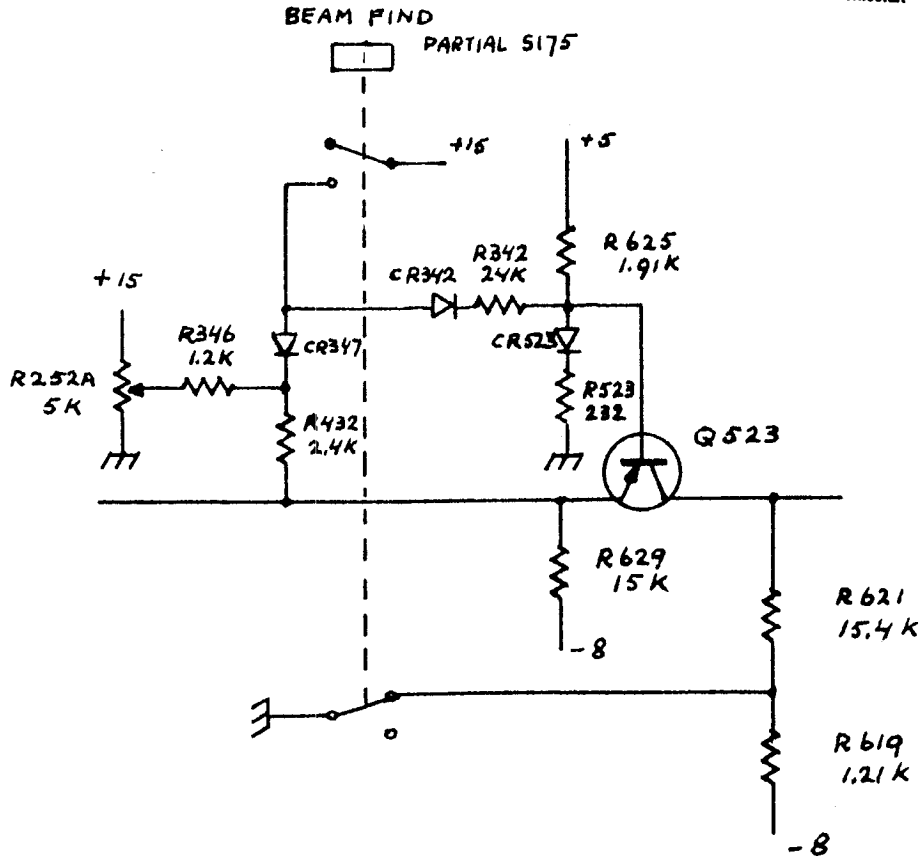 BEAM FIND
PARTIAL S175
+15
+5
R625
1.91K
R342
24K
CR342
+15
R346
1.2K
CR347
CR523
R252A
5K
R523
232
R432
2.4K
Q523
R629
15K
R621
15.4K
-8
R619
1.21K
-8